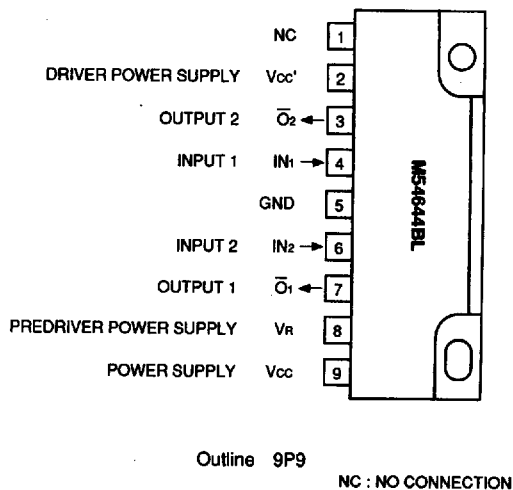 NC 1
DRIVER POWER SUPPLY Vcc' 2
OUTPUT 2 O̅2 ← 3
INPUT 1 IN1 → 4
GND 5
INPUT 2 IN2 → 6
OUTPUT 1 O̅1 ← 7
PREDRIVER POWER SUPPLY VR 8
POWER SUPPLY Vcc 9
M54644BL
Outline 9P9
NC : NO CONNECTION